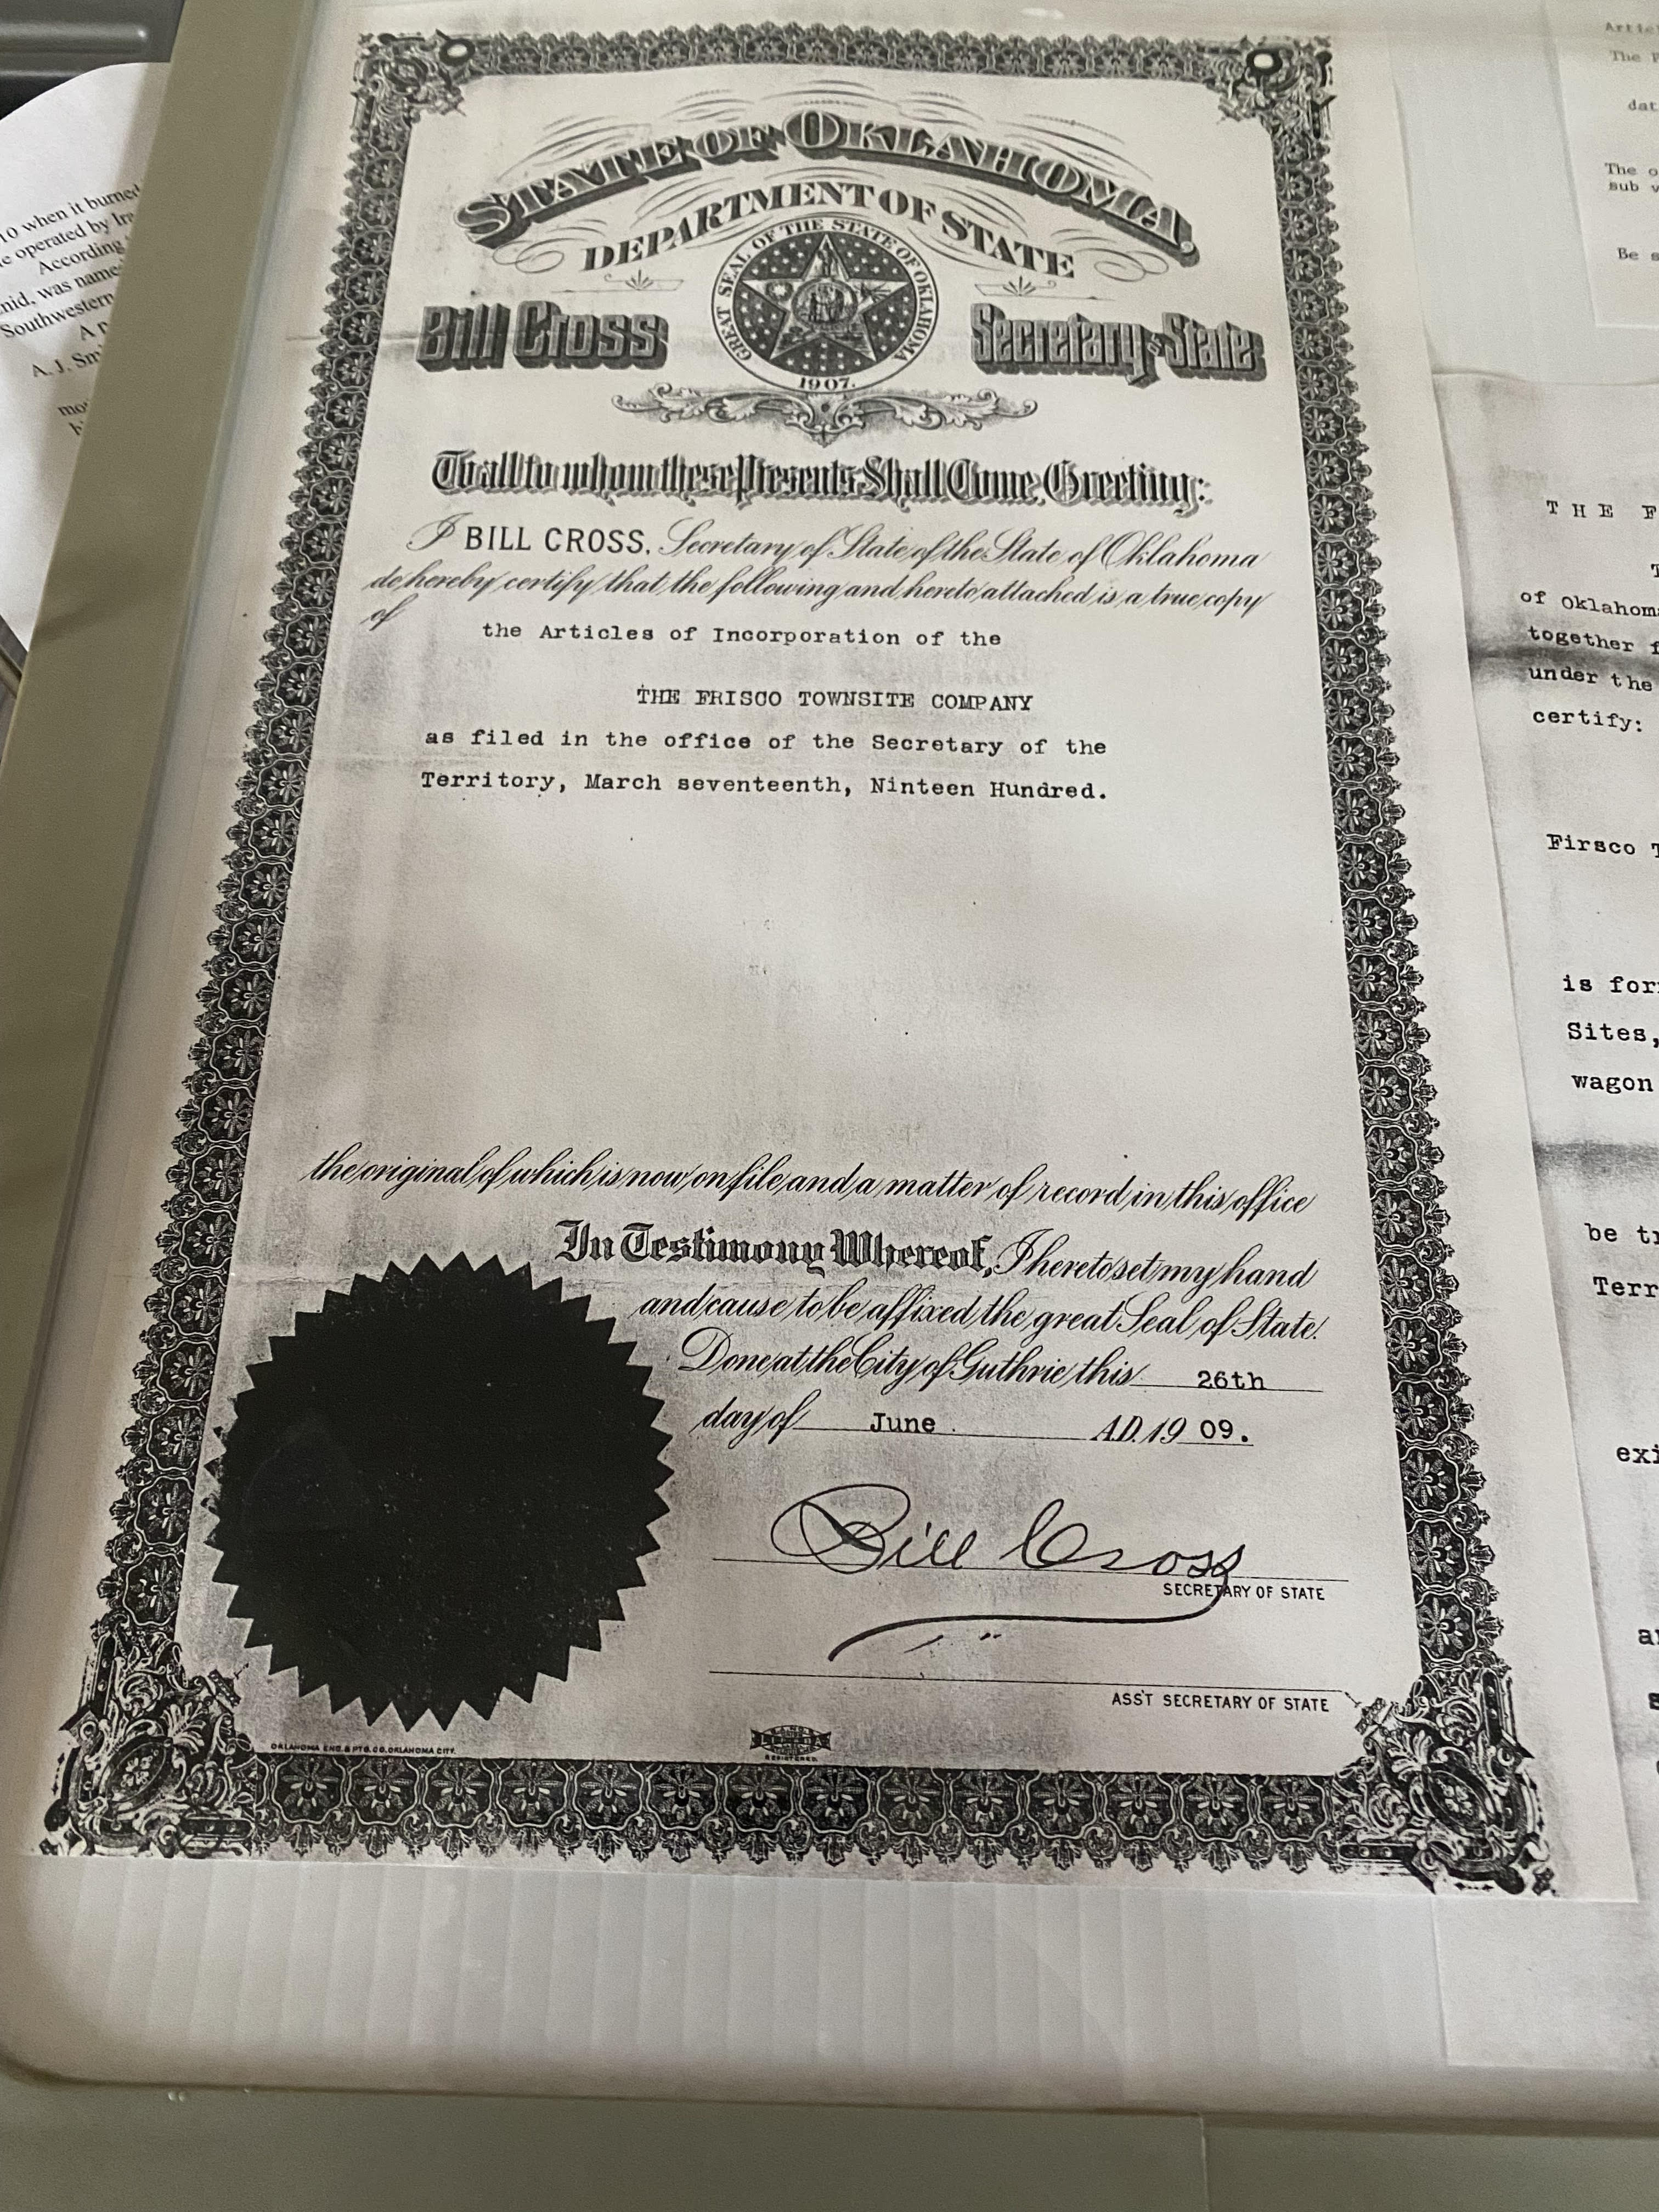 10 when it burned
e operated by Ira
According
nid, was name
Southwestern
A. J. Smi
STATE OF OKLAHOMA.
DEPARTMENT OF STATE
GREAT SEAL OF THE STATE OF OKLAHOMA
1907.
Bill Cross
Secretary of State
To all to whom these Presents Shall Come, Greeting:
I BILL CROSS, Secretary of State of the State of Oklahoma
do hereby certify that the following and hereto attached is a true copy
of
the Articles of Incorporation of the
THE FRISCO TOWNSITE COMPANY
as filed in the office of the Secretary of the
Territory, March seventeenth, Ninteen Hundred.
the original of which is now on file and a matter of record in this office
In Testimony Whereof, I hereto set my hand
and cause to be affixed the great Seal of State.
Done at the City of Guthrie this 26th
day of June A.D. 19 09.
Bill Cross
SECRETARY OF STATE
ASS'T SECRETARY OF STATE
OKLAHOMA ENG. & PTG. CO. OKLAHOMA CITY.
REGISTERED.
Artic
The F
dat
The o
sub v
Be s
THE F
of Oklahoma
together f
under the
certify:
Firsco T
is for
Sites,
wagon
be tr
Terr
exi